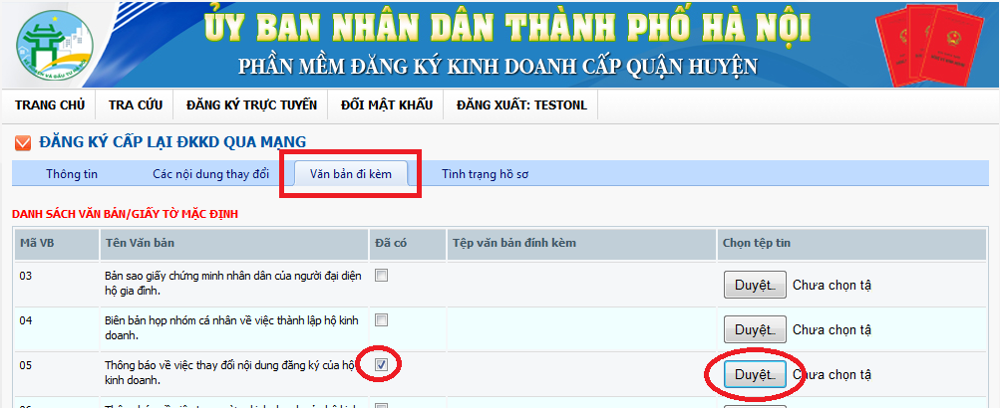 ỦY BAN NHÂN DÂN THÀNH PHỐ HÀ NỘI
PHẦN MỀM ĐĂNG KÝ KINH DOANH CẤP QUẬN HUYỆN
TRANG CHỦ TRA CỨU ĐĂNG KÝ TRỰC TUYẾN ĐỔI MẬT KHẨU ĐĂNG XUẤT: TESTONL
ĐĂNG KÝ CẤP LẠI ĐKKD QUA MẠNG
Thông tin Các nội dung thay đổi Văn bản đi kèm Tình trạng hồ sơ
DANH SÁCH VĂN BẢN/GIẤY TỜ MẶC ĐỊNH
Mã VB Tên Văn bản Đã có Tệp văn bản đính kèm Chọn tệp tin
03 Bản sao giấy chứng minh nhân dân của người đại diện
hộ gia đình.
Duyệt.. Chưa chọn tậ
04 Biên bản họp nhóm cá nhân về việc thành lập hộ kinh
doanh.
Duyệt.. Chưa chọn tậ
05 Thông báo về việc thay đổi nội dung đăng ký của hộ
kinh doanh.
Duyệt.. Chưa chọn tậ